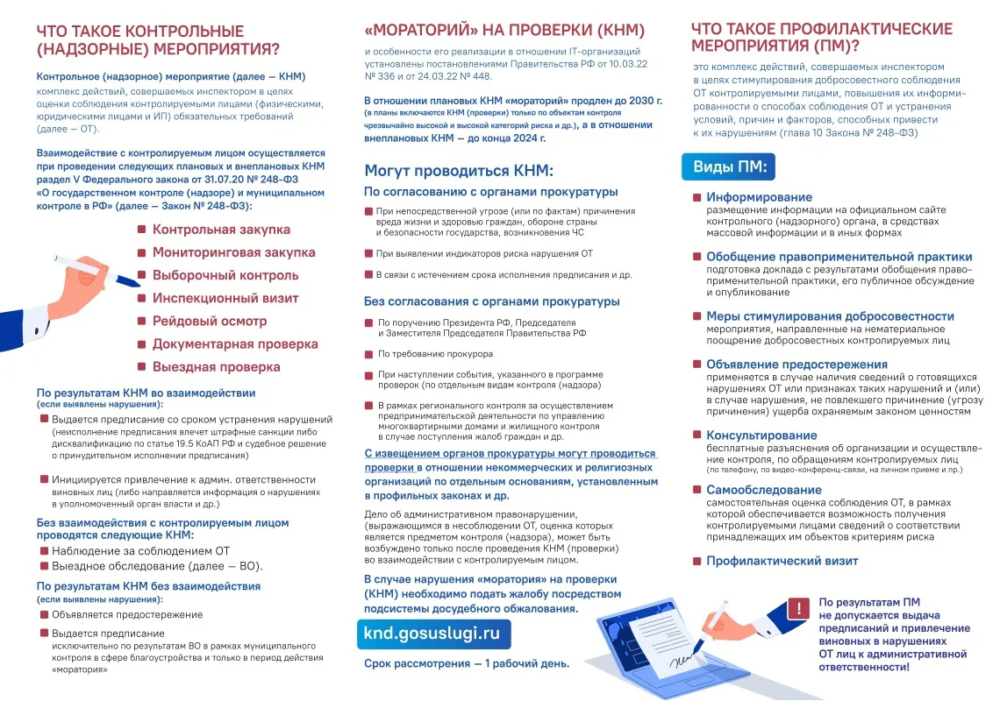 ЧТО ТАКОЕ КОНТРОЛЬНЫЕ
(НАДЗОРНЫЕ) МЕРОПРИЯТИЯ?
Контрольное (надзорное) мероприятие (далее — КНМ)
комплекс действий, совершаемых инспектором в целях
оценки соблюдения контролируемыми лицами (физическими,
юридическими лицами и ИП) обязательных требований
(далее — ОТ).
Взаимодействие с контролируемым лицом осуществляется
при проведении следующих плановых и внеплановых КНМ
раздел V Федерального закона от 31.07.20 № 248-ФЗ
«О государственном контроле (надзоре) и муниципальном
контроле в РФ» (далее — Закон № 248-ФЗ):
Контрольная закупка
Мониторинговая закупка
Выборочный контроль
Инспекционный визит
Рейдовый осмотр
Документарная проверка
Выездная проверка
По результатам КНМ во взаимодействии
(если выявлены нарушения):
Выдается предписание со сроком устранения нарушений
(неисполнение предписания влечет штрафные санкции либо
дисквалификацию по статье 19.5 КоАП РФ и судебное решение
о принудительном исполнении предписания)
Инициируется привлечение к админ. ответственности
виновных лиц (либо направляется информация о нарушениях
в уполномоченный орган власти и др.)
Без взаимодействия с контролируемым лицом
проводятся следующие КНМ:
Наблюдение за соблюдением ОТ
Выездное обследование (далее — ВО).
По результатам КНМ без взаимодействия
(если выявлены нарушения):
Объявляется предостережение
Выдается предписание
исключительно по результатам ВО в рамках муниципального
контроля в сфере благоустройства и только в период действия
«моратория»
«МОРАТОРИЙ» НА ПРОВЕРКИ (КНМ)
и особенности его реализации в отношении IT-организаций
установлены постановлениями Правительства РФ от 10.03.22
№ 336 и от 24.03.22 № 448.
В отношении плановых КНМ «мораторий» продлен до 2030 г.
(в планы включаются КНМ (проверки) только по объектам контроля
чрезвычайно высокой и высокой категорий риска и др.), а в отношении
внеплановых КНМ — до конца 2024 г.
Могут проводиться КНМ:
По согласованию с органами прокуратуры
При непосредственной угрозе (или по фактам) причинения
вреда жизни и здоровью граждан, обороне страны
и безопасности государства, возникновения ЧС
При выявлении индикаторов риска нарушения ОТ
В связи с истечением срока исполнения предписания и др.
Без согласования с органами прокуратуры
По поручению Президента РФ, Председателя
и Заместителя Председателя Правительства РФ
По требованию прокурора
При наступлении события, указанного в программе
проверок (по отдельным видам контроля (надзора)
В рамках регионального контроля за осуществлением
предпринимательской деятельности по управлению
многоквартирными домами и жилищного контроля
в случае поступления жалоб граждан и др.
С извещением органов прокуратуры могут проводиться
проверки в отношении некоммерческих и религиозных
организаций по отдельным основаниям, установленным
в профильных законах и др.
Дело об административном правонарушении,
(выражающимся в несоблюдении ОТ, оценка которых
является предметом контроля (надзора), может быть
возбуждено только после проведения КНМ (проверки)
во взаимодействии с контролируемым лицом.
В случае нарушения «моратория» на проверки
(КНМ) необходимо подать жалобу посредством
подсистемы досудебного обжалования.
knd.gosuslugi.ru
Срок рассмотрения — 1 рабочий день.
ЧТО ТАКОЕ ПРОФИЛАКТИЧЕСКИЕ
МЕРОПРИЯТИЯ (ПМ)?
это комплекс действий, совершаемых инспектором
в целях стимулирования добросовестного соблюдения
ОТ контролируемыми лицами, повышения их информи-
рованности о способах соблюдения ОТ и устранения
условий, причин и факторов, способных привести
к их нарушениям (глава 10 Закона № 248-ФЗ)
Виды ПМ:
Информирование
размещение информации на официальном сайте
контрольного (надзорного) органа, в средствах
массовой информации и в иных формах
Обобщение правоприменительной практики
подготовка доклада с результатами обобщения право-
применительной практики, его публичное обсуждение
и опубликование
Меры стимулирования добросовестности
мероприятия, направленные на нематериальное
поощрение добросовестных контролируемых лиц
Объявление предостережения
применяется в случае наличия сведений о готовящихся
нарушениях ОТ или признаках таких нарушений и (или)
в случае нарушения, не повлекшего причинение (угрозу
причинения) ущерба охраняемым законом ценностям
Консультирование
бесплатные разъяснения об организации и осуществле-
ние контроля, по обращениям контролируемых лиц
(по телефону, по видео-конференц-связи, на личном приеме и пр.)
Самообследование
самостоятельная оценка соблюдения ОТ, в рамках
которой обеспечивается возможность получения
контролируемыми лицами сведений о соответствии
принадлежащих им объектов критериям риска
Профилактический визит
!
По результатам ПМ
не допускается выдача
предписаний и привлечение
виновных в нарушениях
ОТ лиц к административной
ответственности!